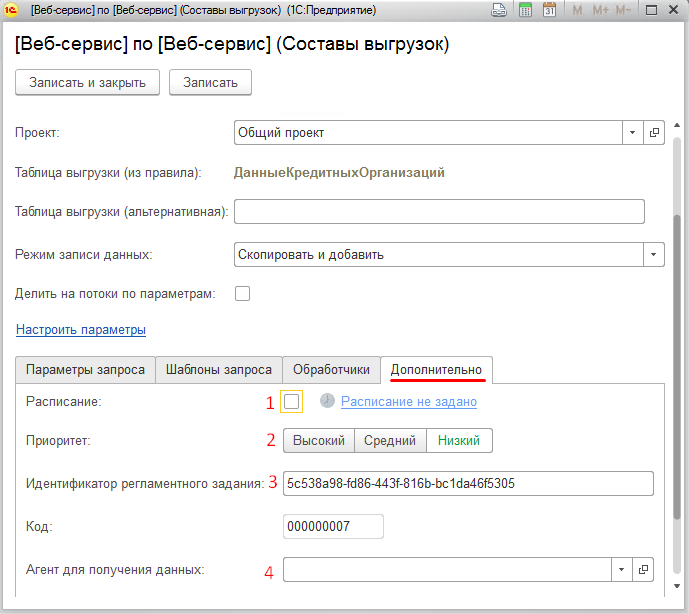 [Веб-сервис] по [Веб-сервис] (Составы выгрузок) (1С:Предприятие)
31 M M+ M-
[Веб-сервис] по [Веб-сервис] (Составы выгрузок)
Записать и закрыть Записать
Проект: Общий проект
Таблица выгрузки (из правила): ДанныеКредитныхОрганизаций
Таблица выгрузки (альтернативная):
Режим записи данных: Скопировать и добавить
Делить на потоки по параметрам:
Настроить параметры
Параметры запроса Шаблоны запроса Обработчики Дополнительно
Расписание: 1 Расписание не задано
Приоритет: 2 Высокий Средний Низкий
Идентификатор регламентного задания: 3 5c538a98-fd86-443f-816b-bc1da46f5305
Код: 000000007
Агент для получения данных: 4